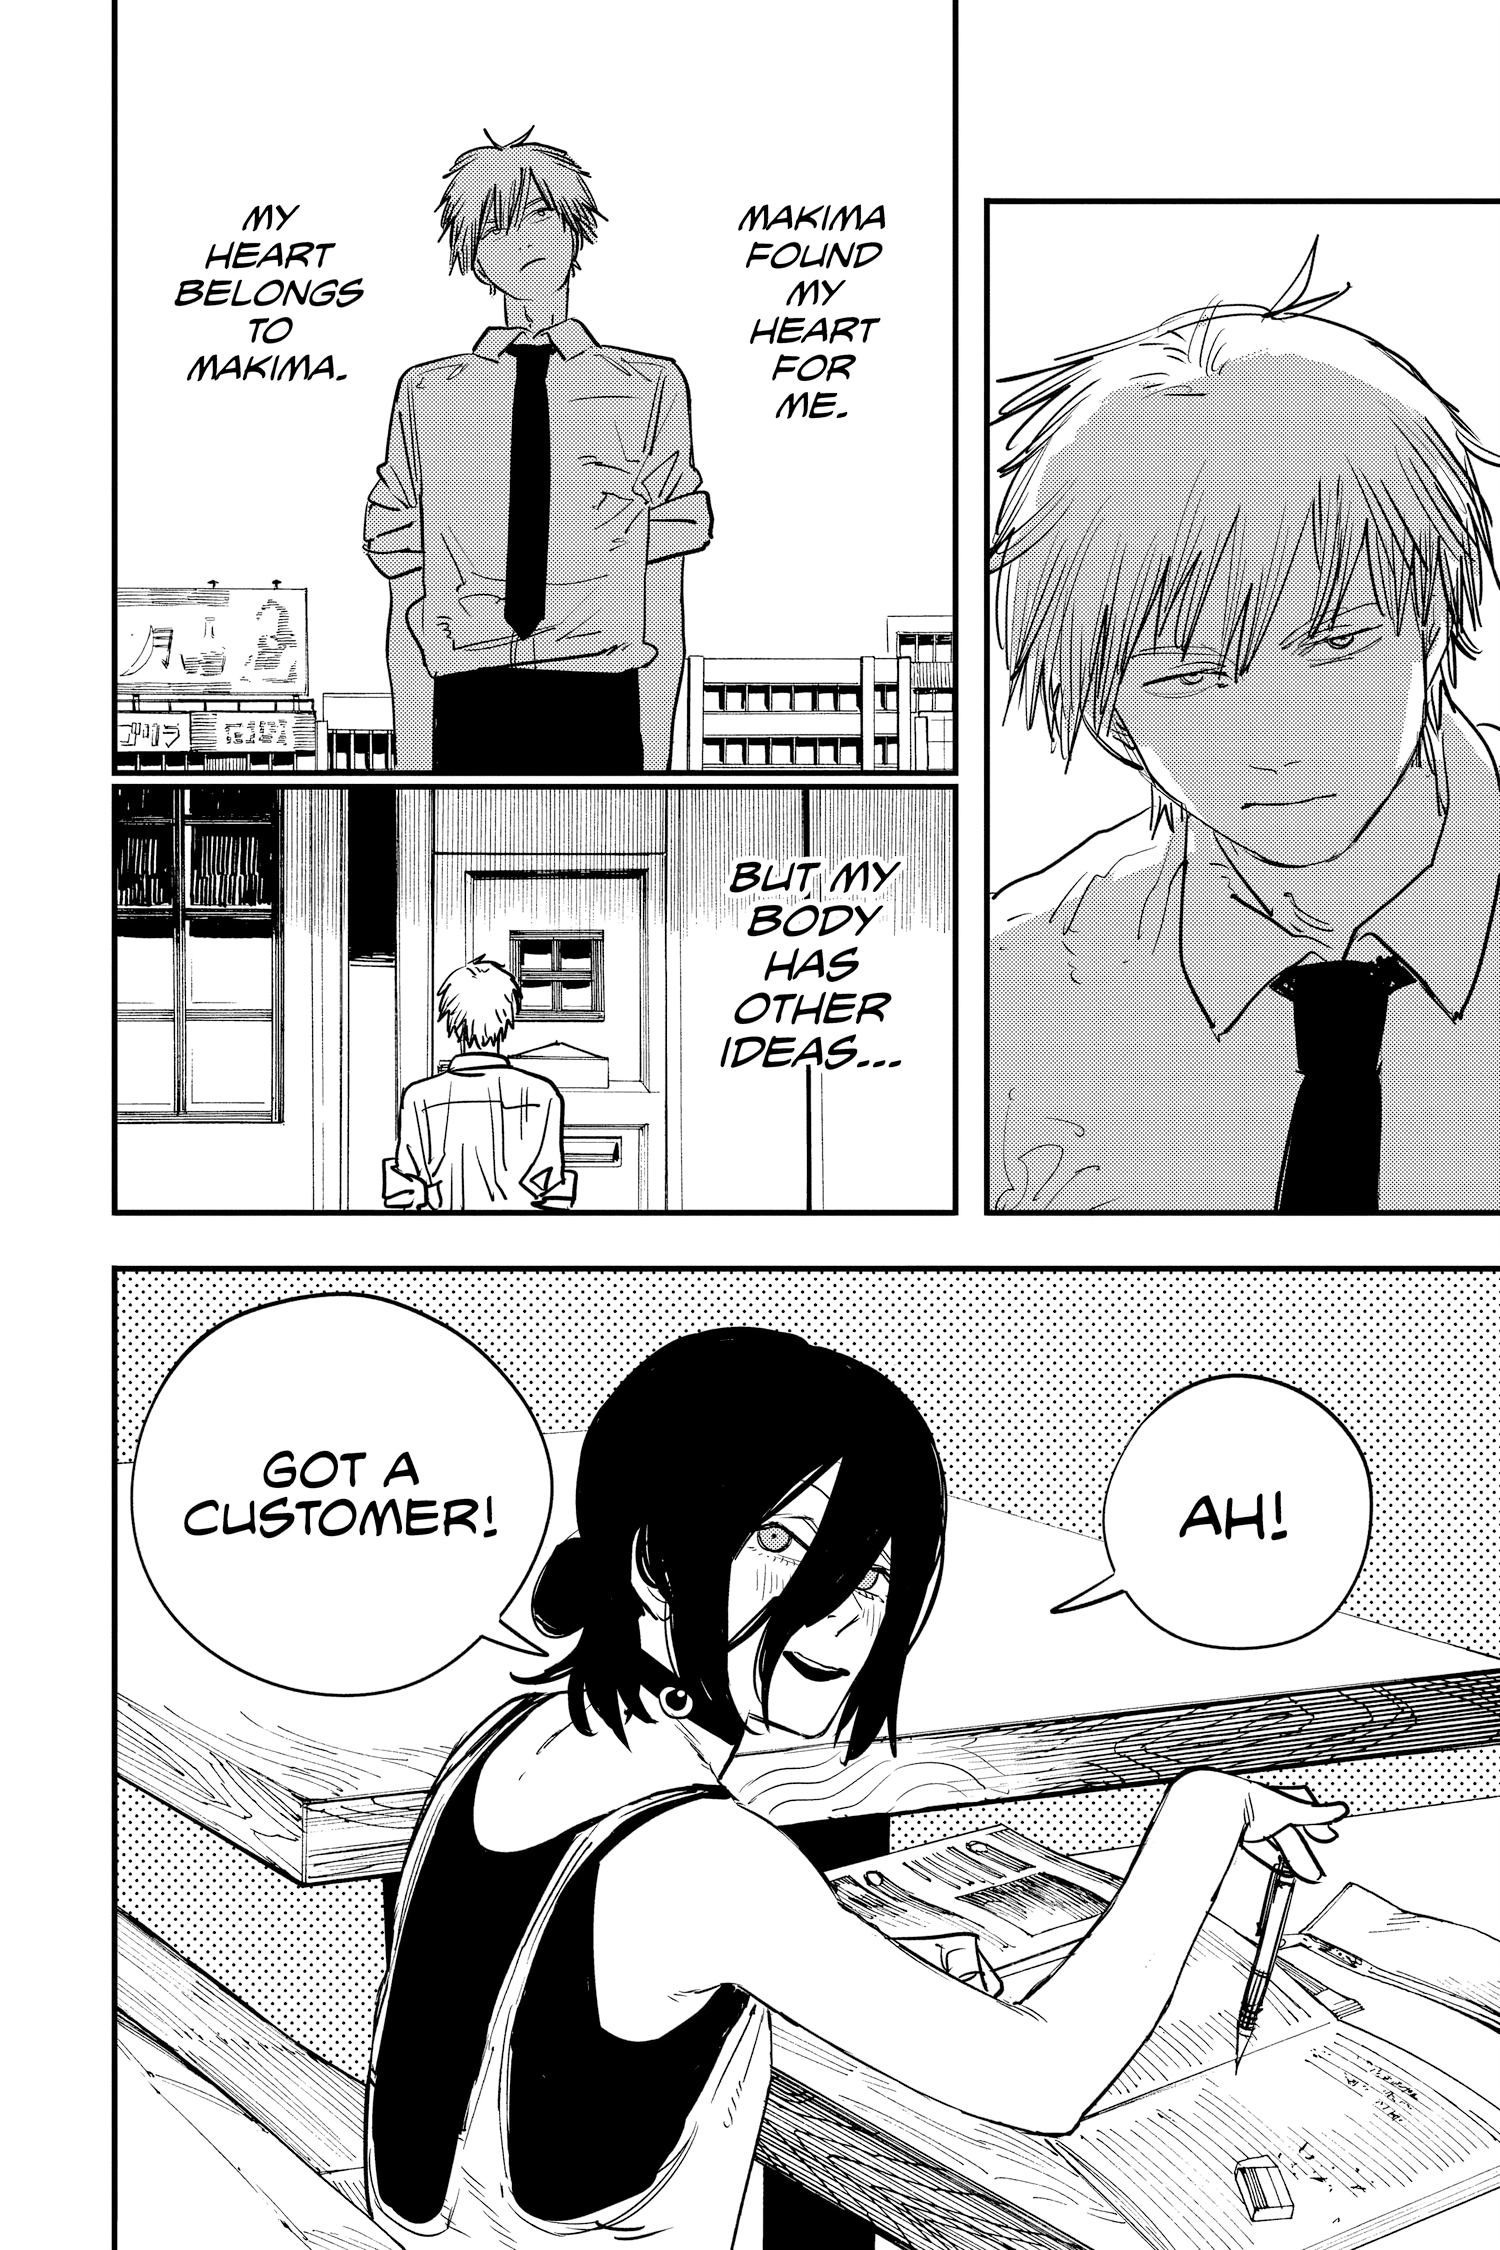 MAKIMA
FOUND
MY
HEART
FOR
ME.
MY
HEART
BELONGS
TO
MAKIMA.
BUT MY
BODY
HAS
OTHER
IDEAS...
AH!
GOT A
CUSTOMER!